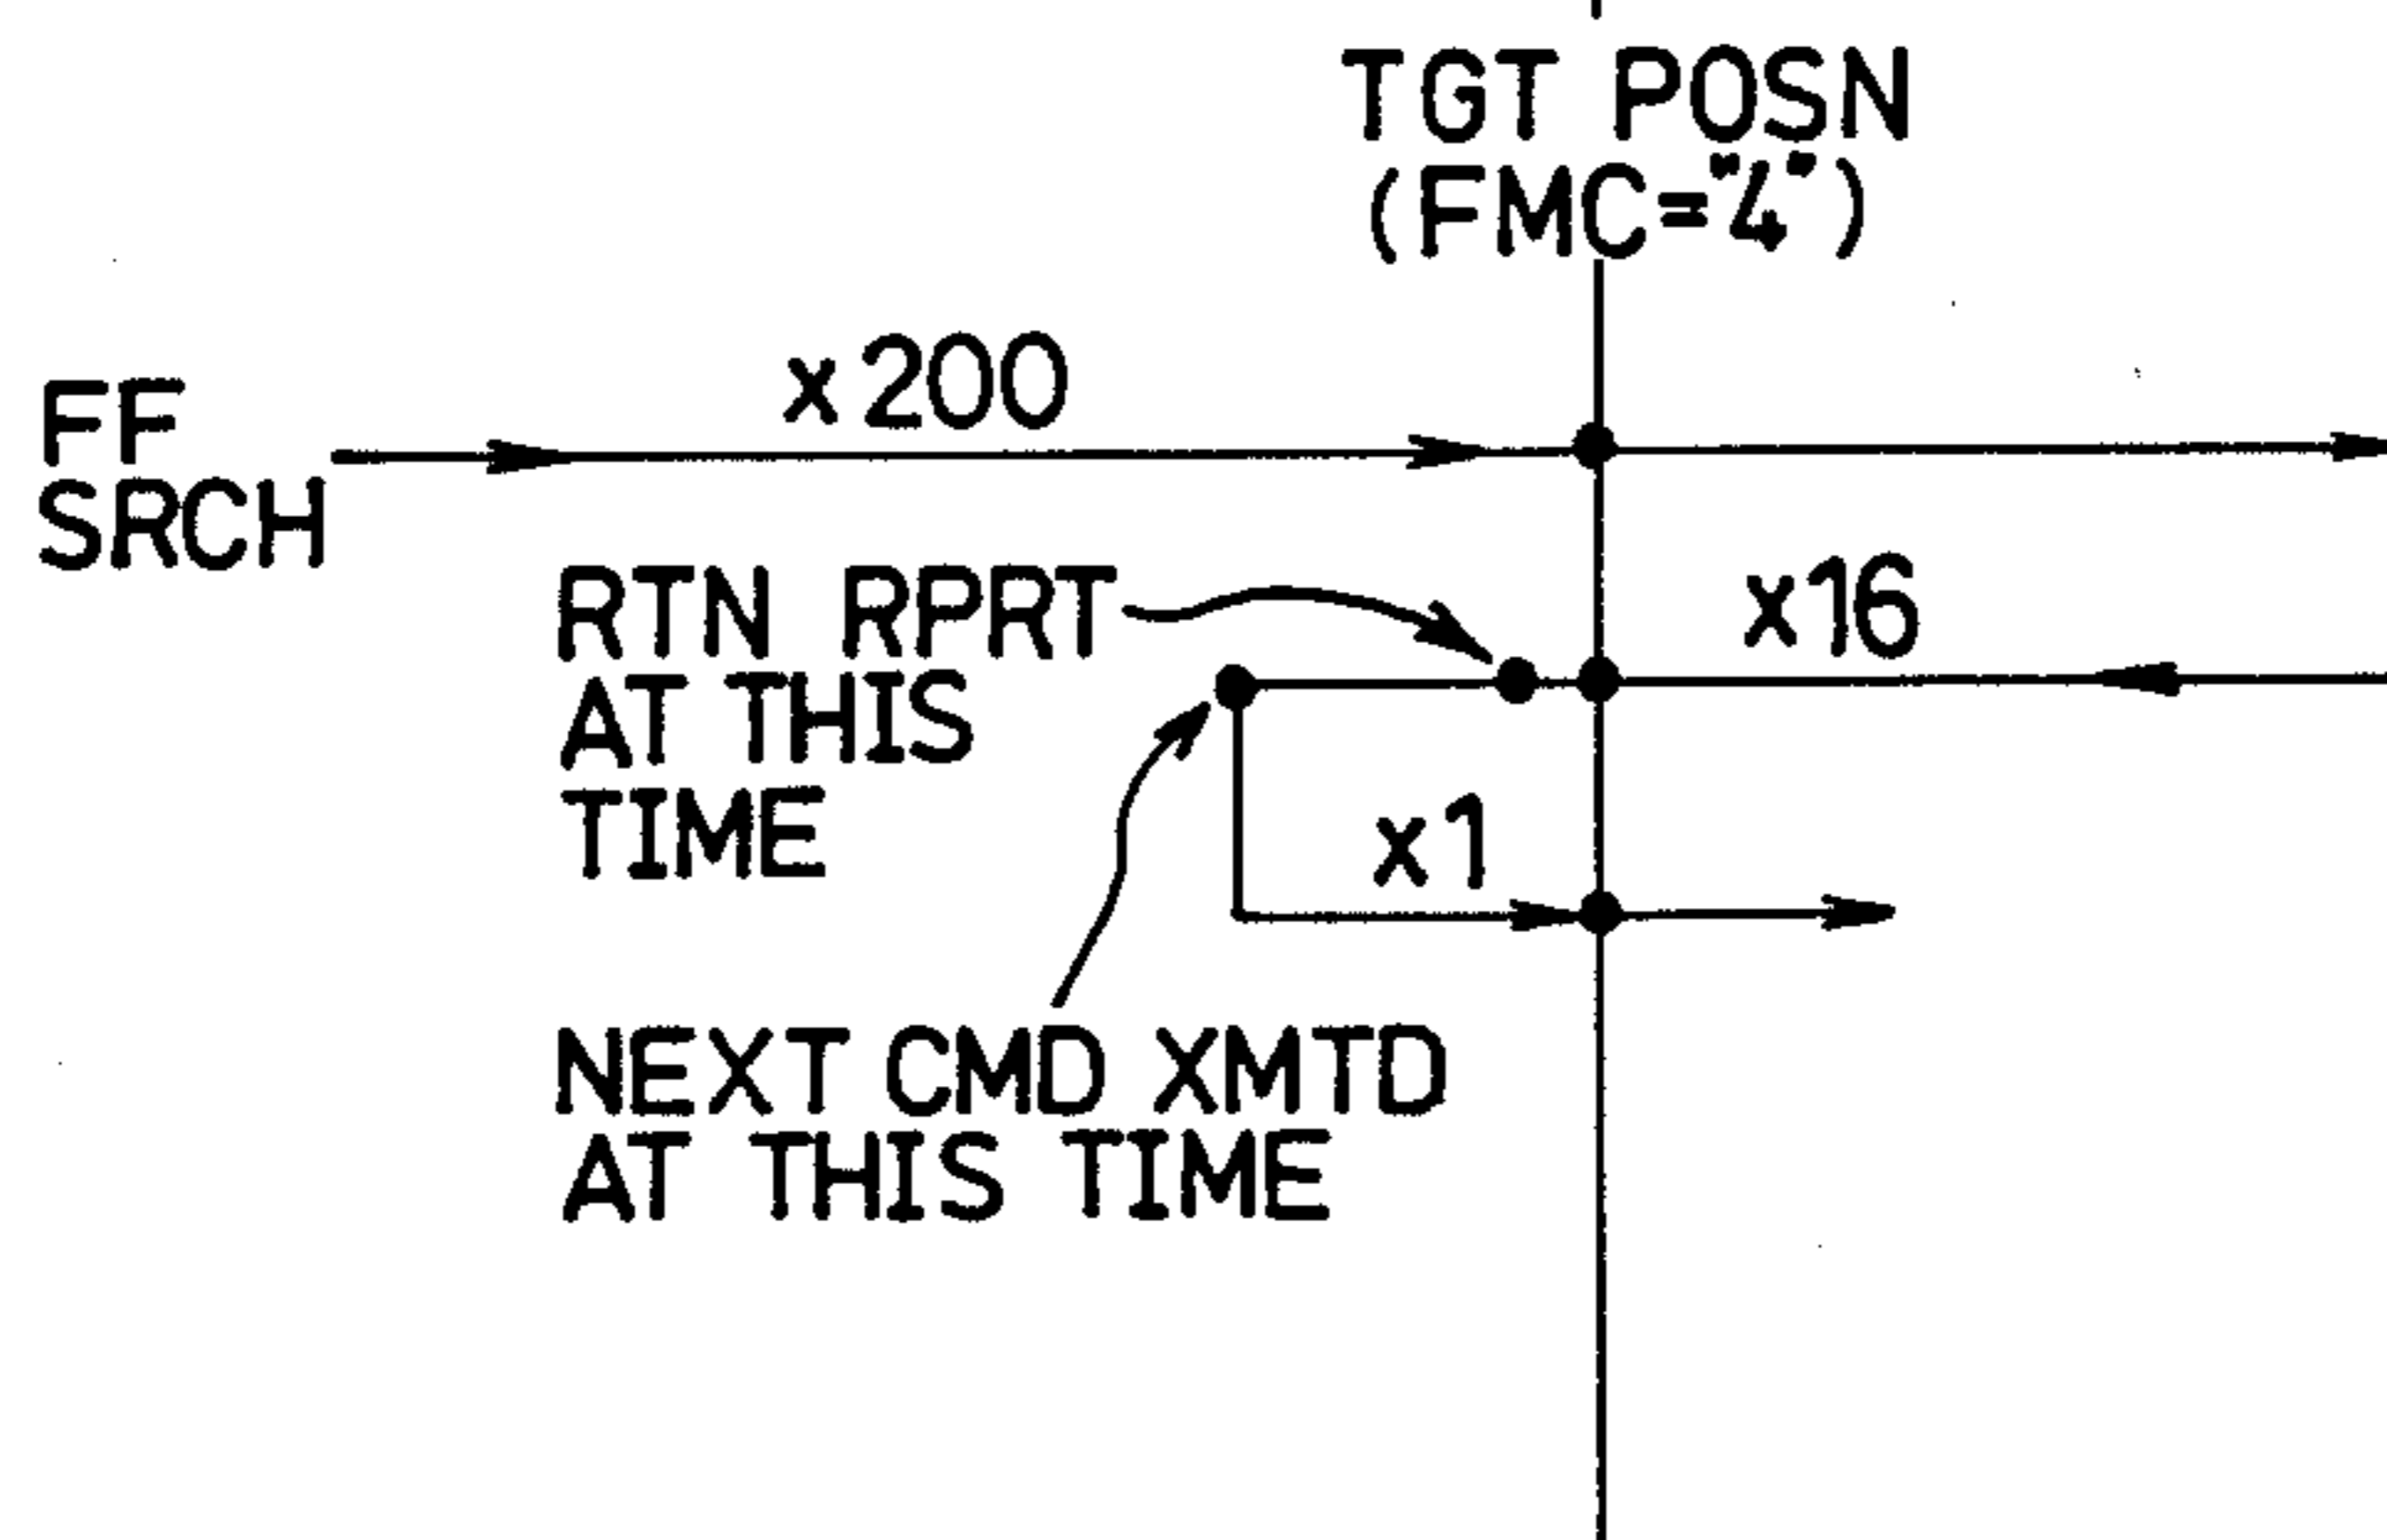 TGT POSN
(FMC="4")
x200
FF
SRCH
RTN RPRT
AT THIS
TIME
x16
x1
NEXT CMD XMTD
AT THIS TIME